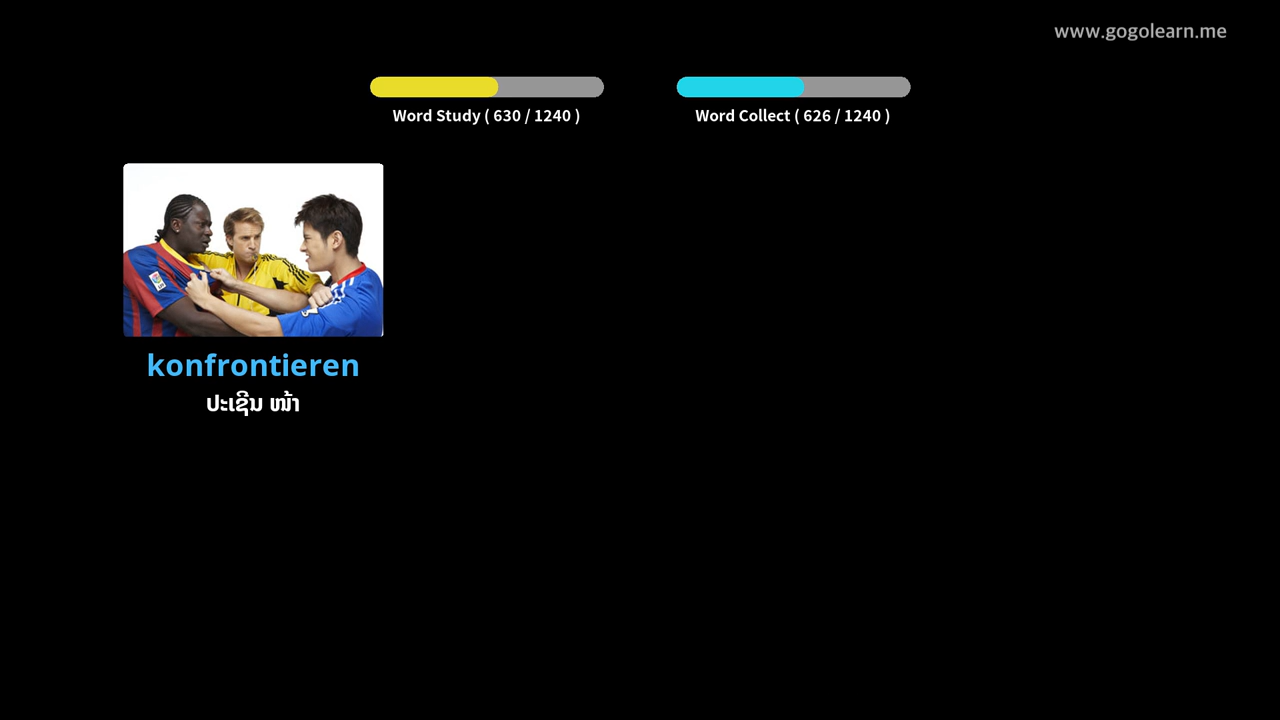 www.gogolearn.me
Word Study ( 630 / 1240 )
Word Collect ( 626 / 1240 )
konfrontieren
ປະເຊີນ ໜ້າ